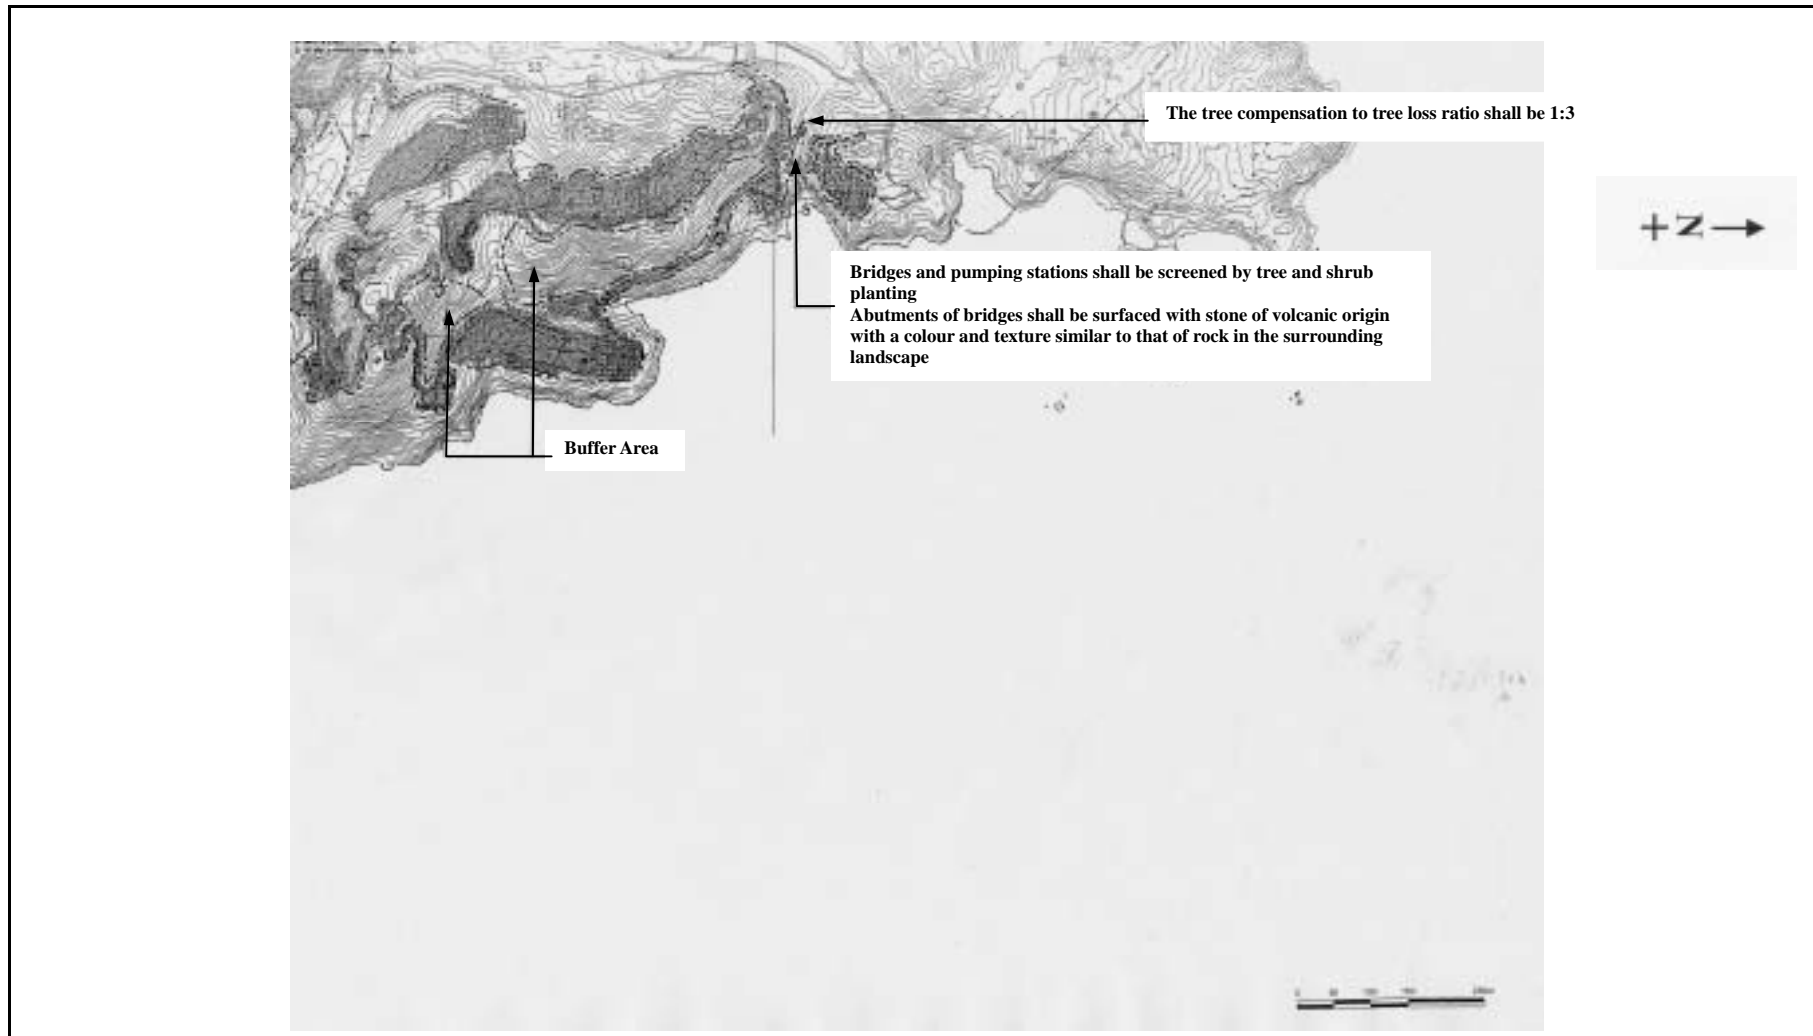 The tree compensation to tree loss ratio shall be 1:3
Z
Bridges and pumping stations shall be screened by tree and shrub
planting
Abutments of bridges shall be surfaced with stone of volcanic origin
with a colour and texture similar to that of rock in the surrounding
landscape
Buffer Area